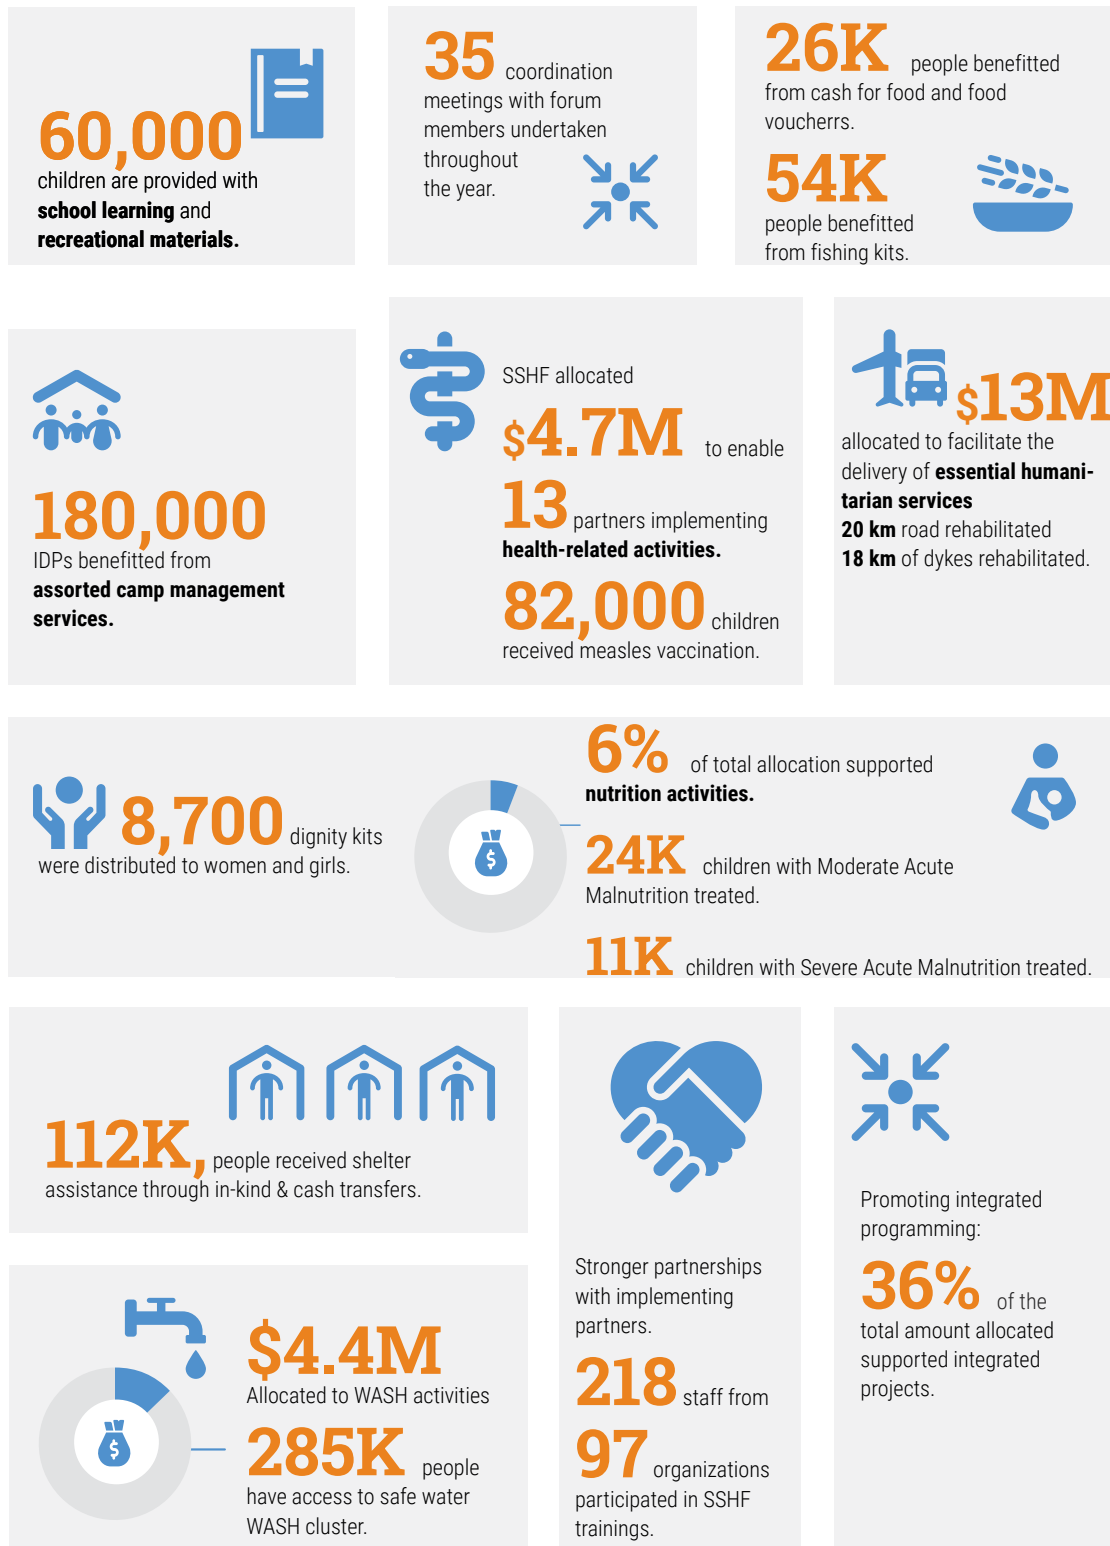 60,000
children are provided with
school learning and
recreational materials.
35 coordination
meetings with forum
members undertaken
throughout
the year.
26K people benefitted
from cash for food and food
voucherrs.
54K
people benefitted
from fishing kits.
180,000
IDPs benefitted from
assorted camp management
services.
SSHF allocated
$4.7M to enable
13 partners implementing
health-related activities.
82,000 children
received measles vaccination.
$13M
allocated to facilitate the
delivery of essential humani-
tarian services
20 km road rehabilitated
18 km of dykes rehabilitated.
8,700 dignity kits
were distributed to women and girls.
$
6% of total allocation supported
nutrition activities.
24K children with Moderate Acute
Malnutrition treated.
11K children with Severe Acute Malnutrition treated.
112K, people received shelter
assistance through in-kind & cash transfers.
$
$4.4M
Allocated to WASH activities
285K people
have access to safe water
WASH cluster.
Stronger partnerships
with implementing
partners.
218 staff from
97 organizations
participated in SSHF
trainings.
Promoting integrated
programming:
36% of the
total amount allocated
supported integrated
projects.